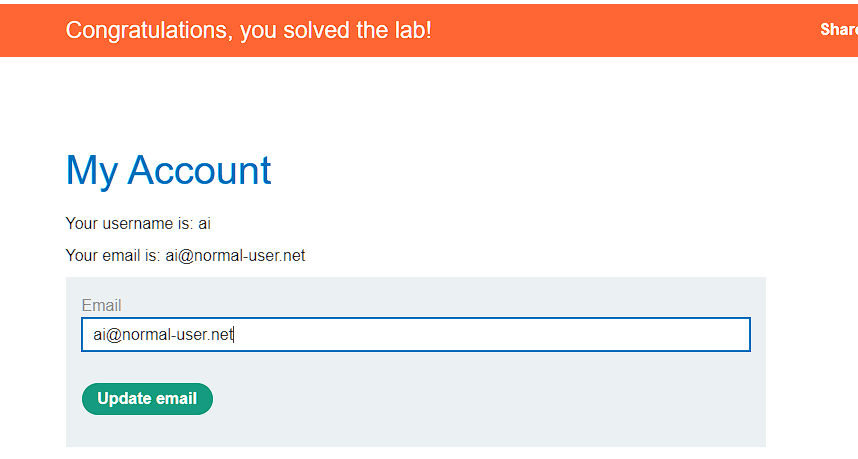 Congratulations, you solved the lab!
My Account
Your username is: ai
Your email is: ai@normal-user.net
Email
ai@normal-user.net
Update email